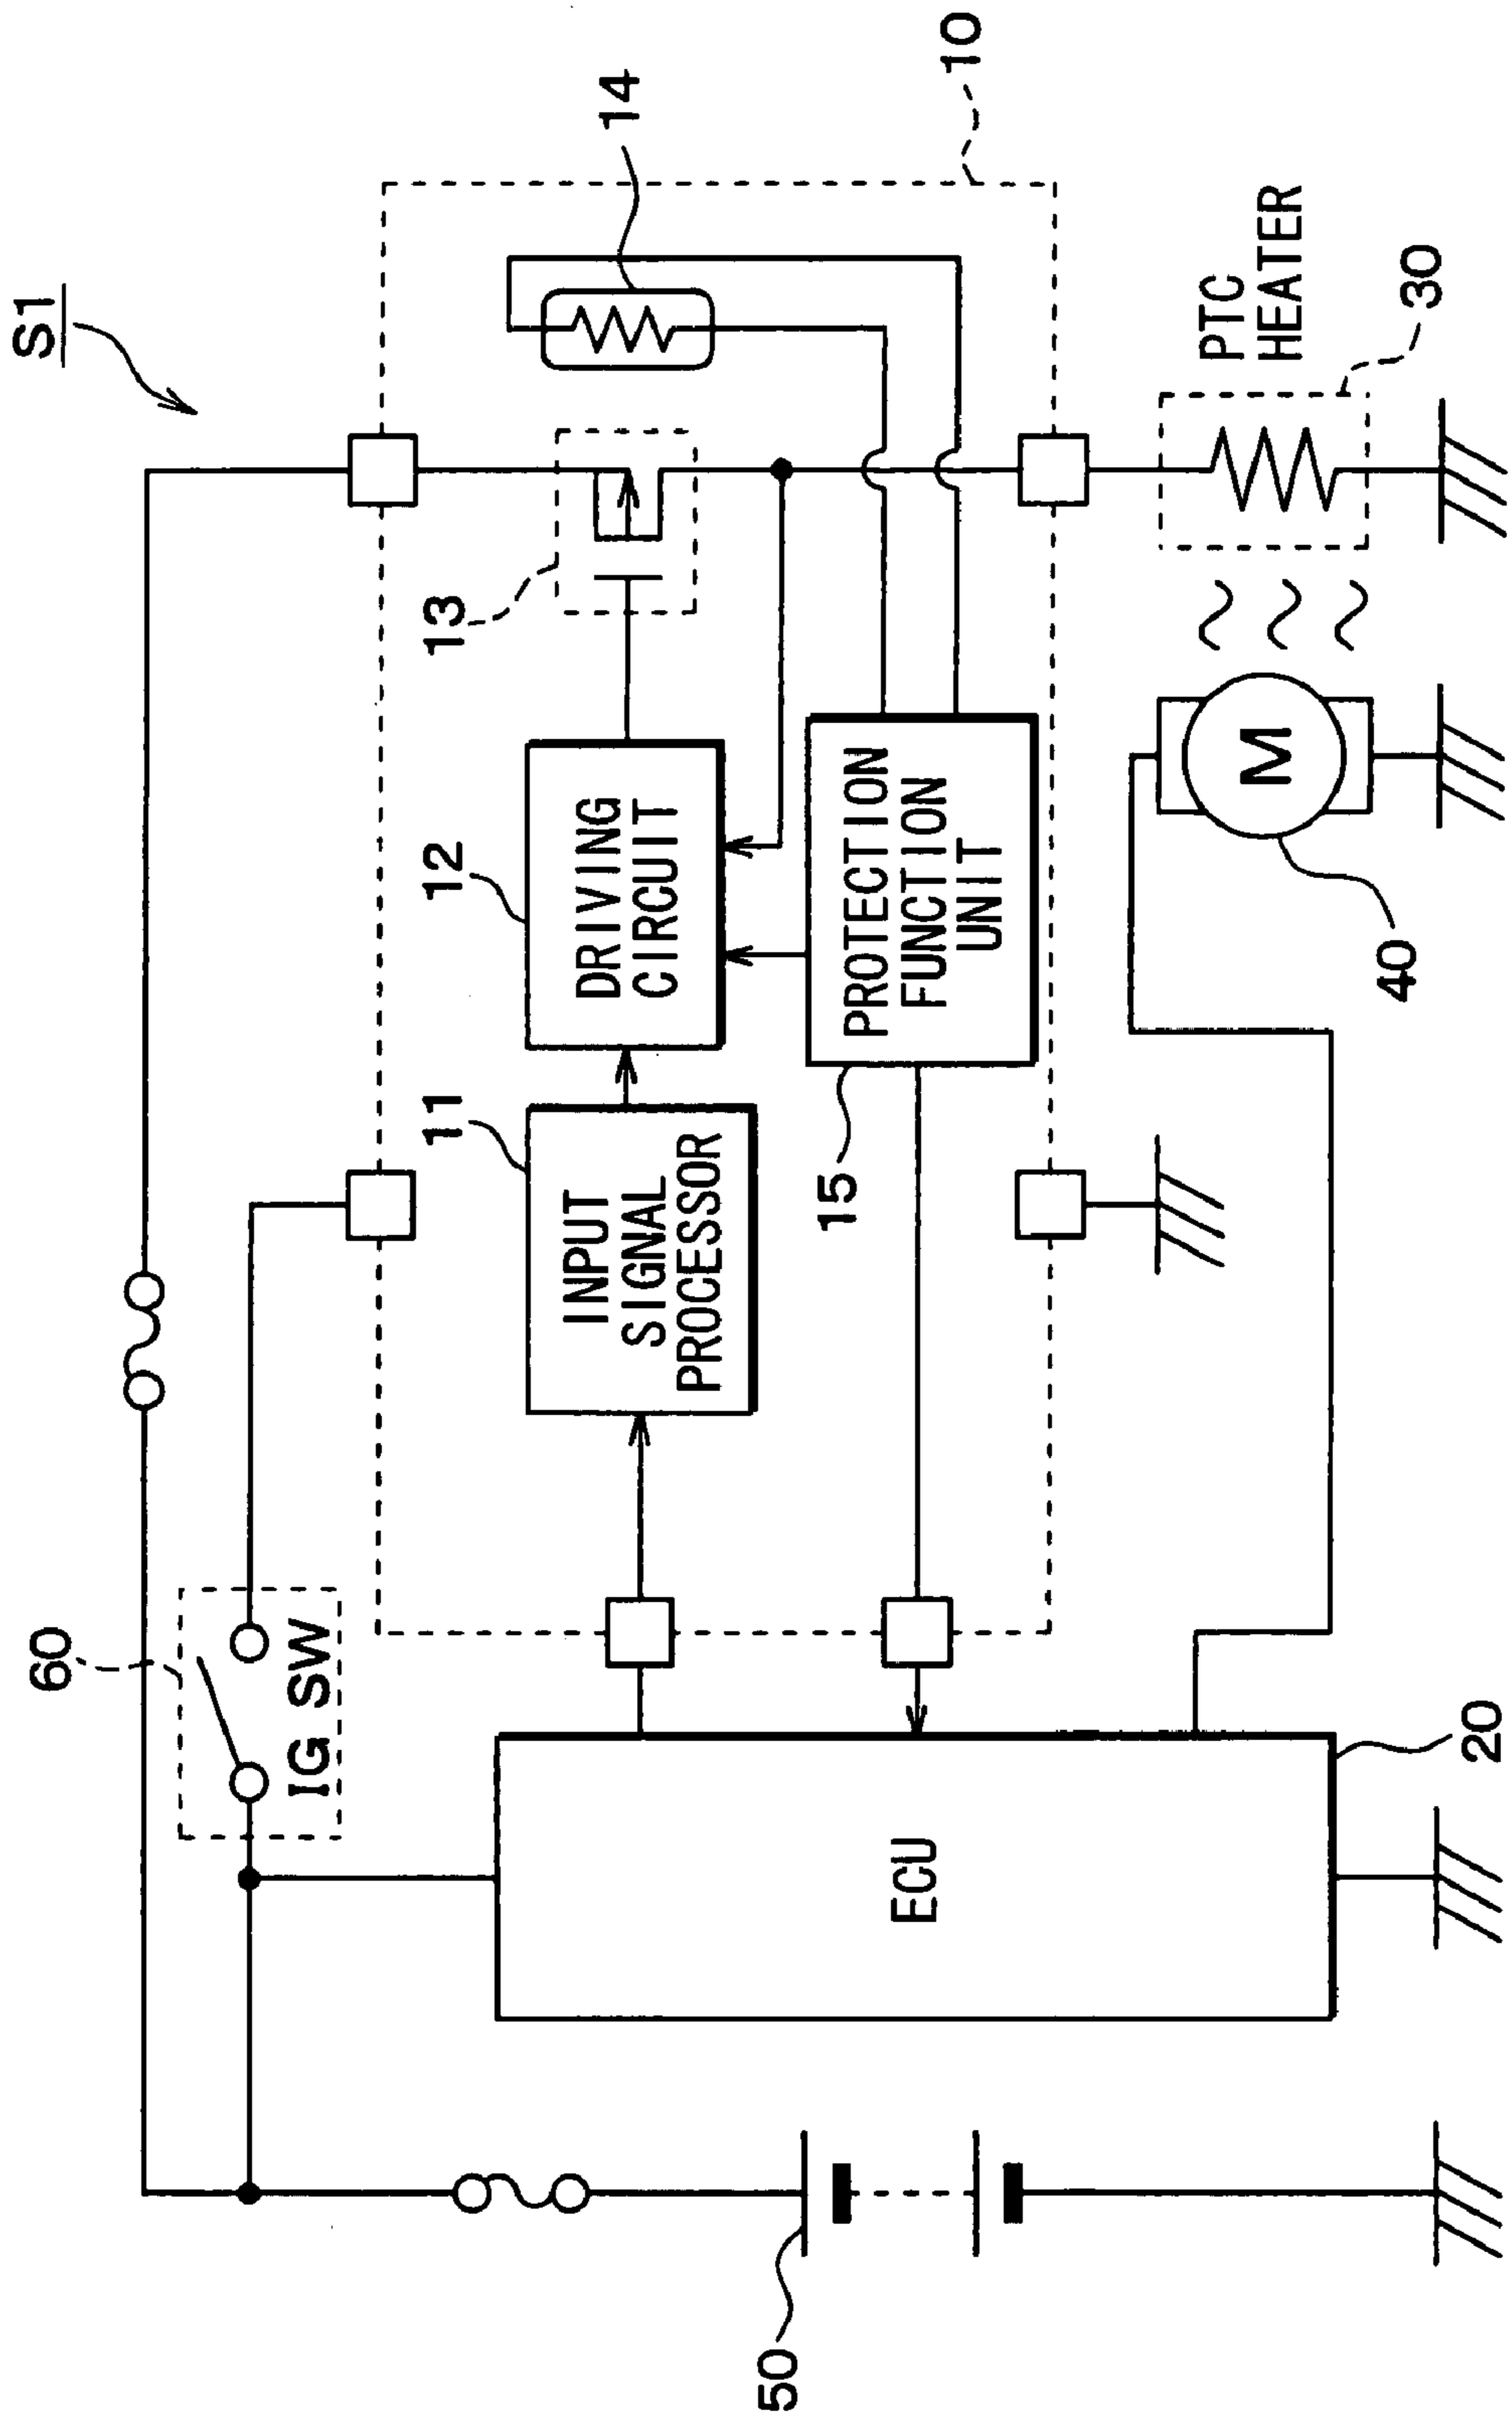 S1
60
IG SW
50
ECU
20
11
INPUT
SIGNAL
PROCESSOR
12
DRIVING
CIRCUIT
13
14
10
15
PROTECTION
FUNCTION
UNIT
M
40
PTC
HEATER
30